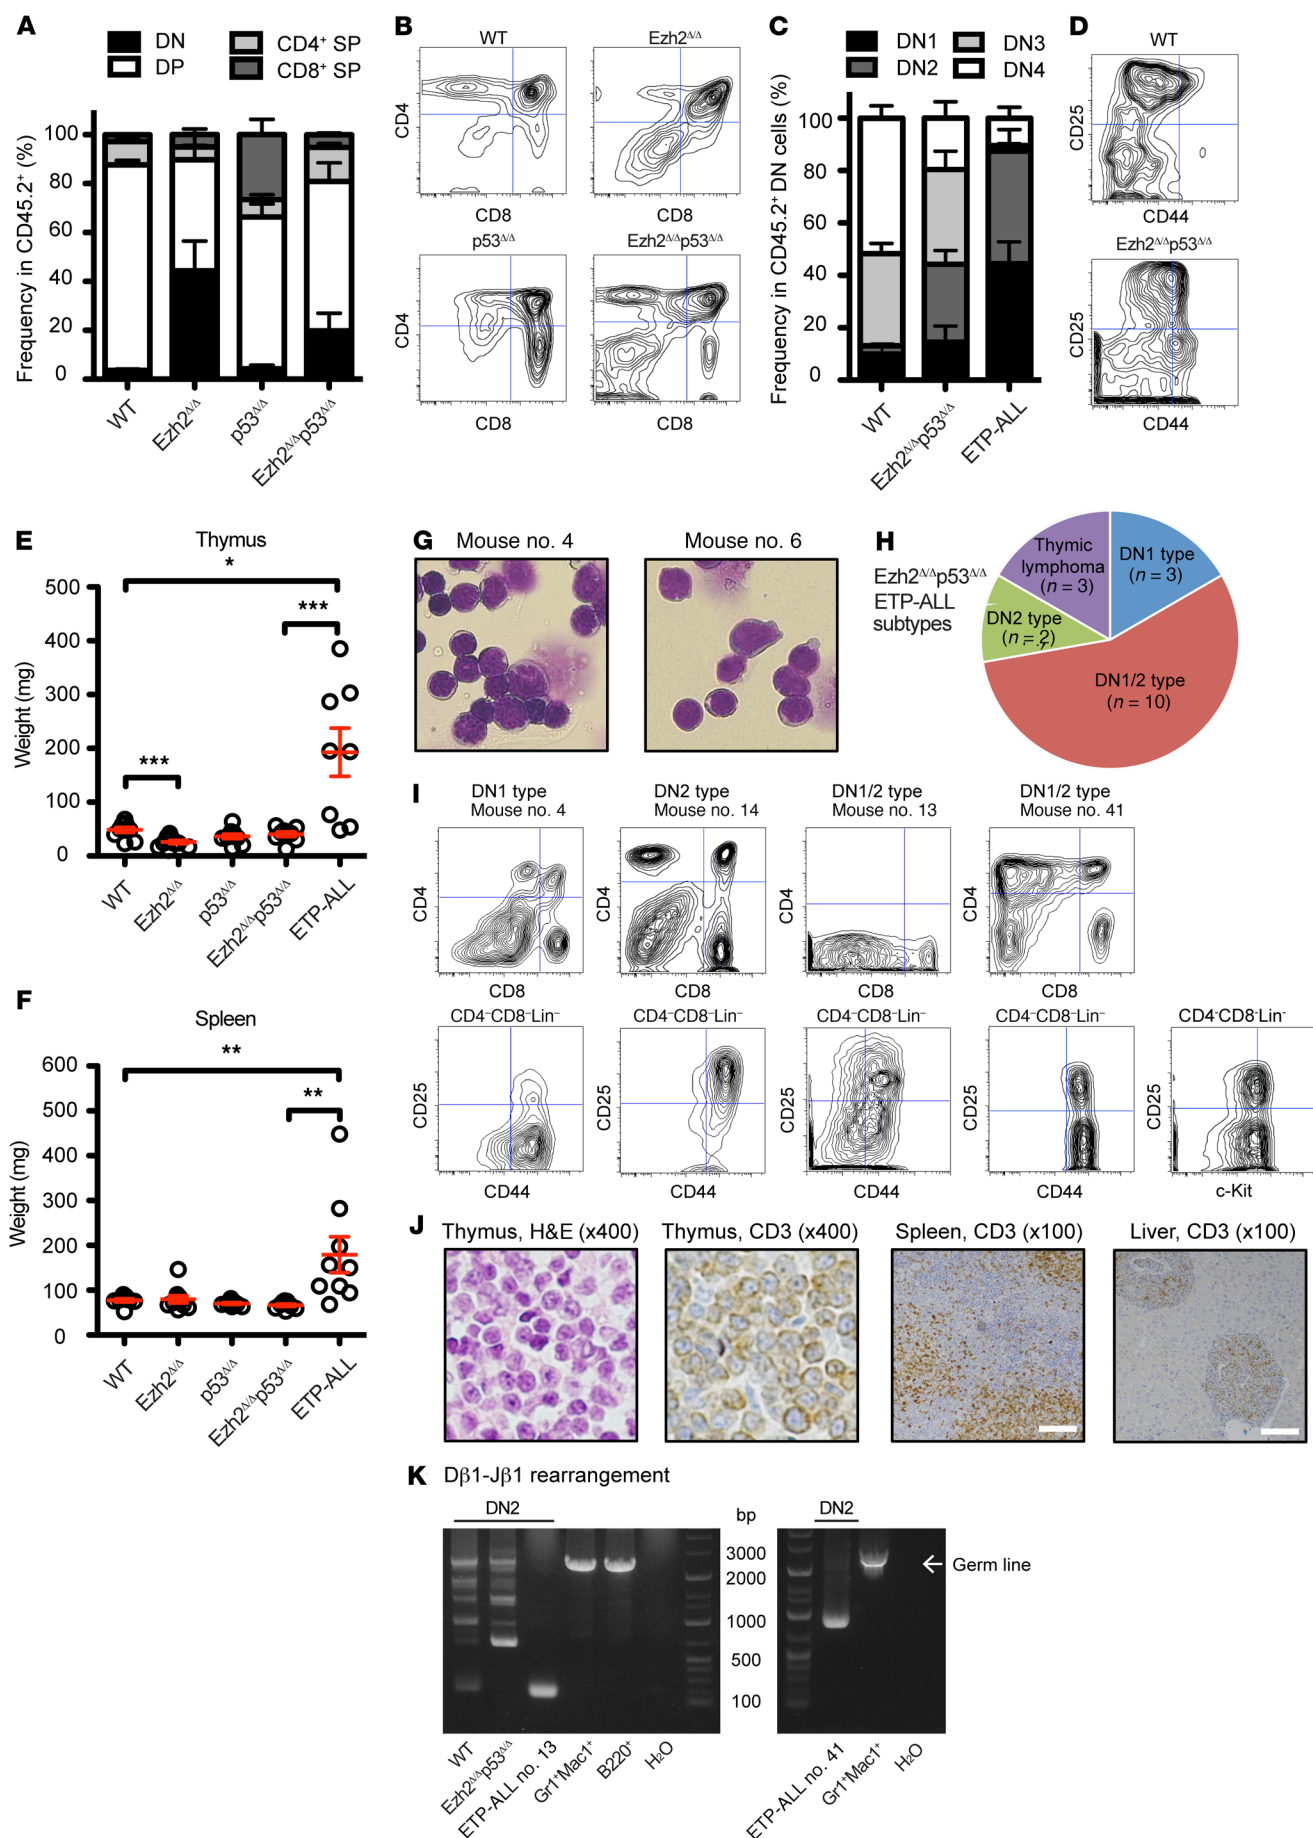 A
DN
DP
CD4⁺ SP
CD8⁺ SP
Frequency in CD45.2⁺ (%)
100
80
60
40
20
0
WT
Ezh2Δ/Δ
p53Δ/Δ
Ezh2Δ/Δp53Δ/Δ
B
WT
Ezh2Δ/Δ
CD4
CD8
CD8
p53Δ/Δ
Ezh2Δ/Δp53Δ/Δ
CD4
CD8
CD8
C
DN1
DN2
DN3
DN4
Frequency in CD45.2⁺ DN cells (%)
100
80
60
40
20
0
WT
Ezh2Δ/Δp53Δ/Δ
ETP-ALL
D
WT
CD25
CD44
Ezh2Δ/Δp53Δ/Δ
CD25
CD44
E
Thymus
*
***
***
Weight (mg)
500
400
300
200
100
0
WT
Ezh2Δ/Δ
p53Δ/Δ
Ezh2Δ/Δp53Δ/Δ
ETP-ALL
F
Spleen
**
**
Weight (mg)
600
500
400
300
200
100
0
WT
Ezh2Δ/Δ
p53Δ/Δ
Ezh2Δ/Δp53Δ/Δ
ETP-ALL
G
Mouse no. 4
Mouse no. 6
H
Ezh2Δ/Δp53Δ/Δ
ETP-ALL
subtypes
Thymic
lymphoma
(n = 3)
DN1 type
(n = 3)
DN2 type
(n = 2)
DN1/2 type
(n = 10)
I
DN1 type
Mouse no. 4
DN2 type
Mouse no. 14
DN1/2 type
Mouse no. 13
DN1/2 type
Mouse no. 41
CD4
CD8
CD4
CD8
CD4
CD8
CD4
CD8
CD4⁻CD8⁻Lin⁻
CD4⁻CD8⁻Lin⁻
CD4⁻CD8⁻Lin⁻
CD4⁻CD8⁻Lin⁻
CD4⁻CD8⁻Lin⁻
CD25
CD44
CD25
CD44
CD25
CD44
CD25
CD44
CD25
c-Kit
J
Thymus, H&E (x400)
Thymus, CD3 (x400)
Spleen, CD3 (x100)
Liver, CD3 (x100)
K
Dβ1-Jβ1 rearrangement
DN2
bp
DN2
3000
2000
1000
500
100
Germ line
WT
Ezh2Δ/Δp53Δ/Δ
ETP-ALL no. 13
Gr1⁺Mac1⁺
B220⁺
H₂O
ETP-ALL no. 41
Gr1⁺Mac1⁺
H₂O